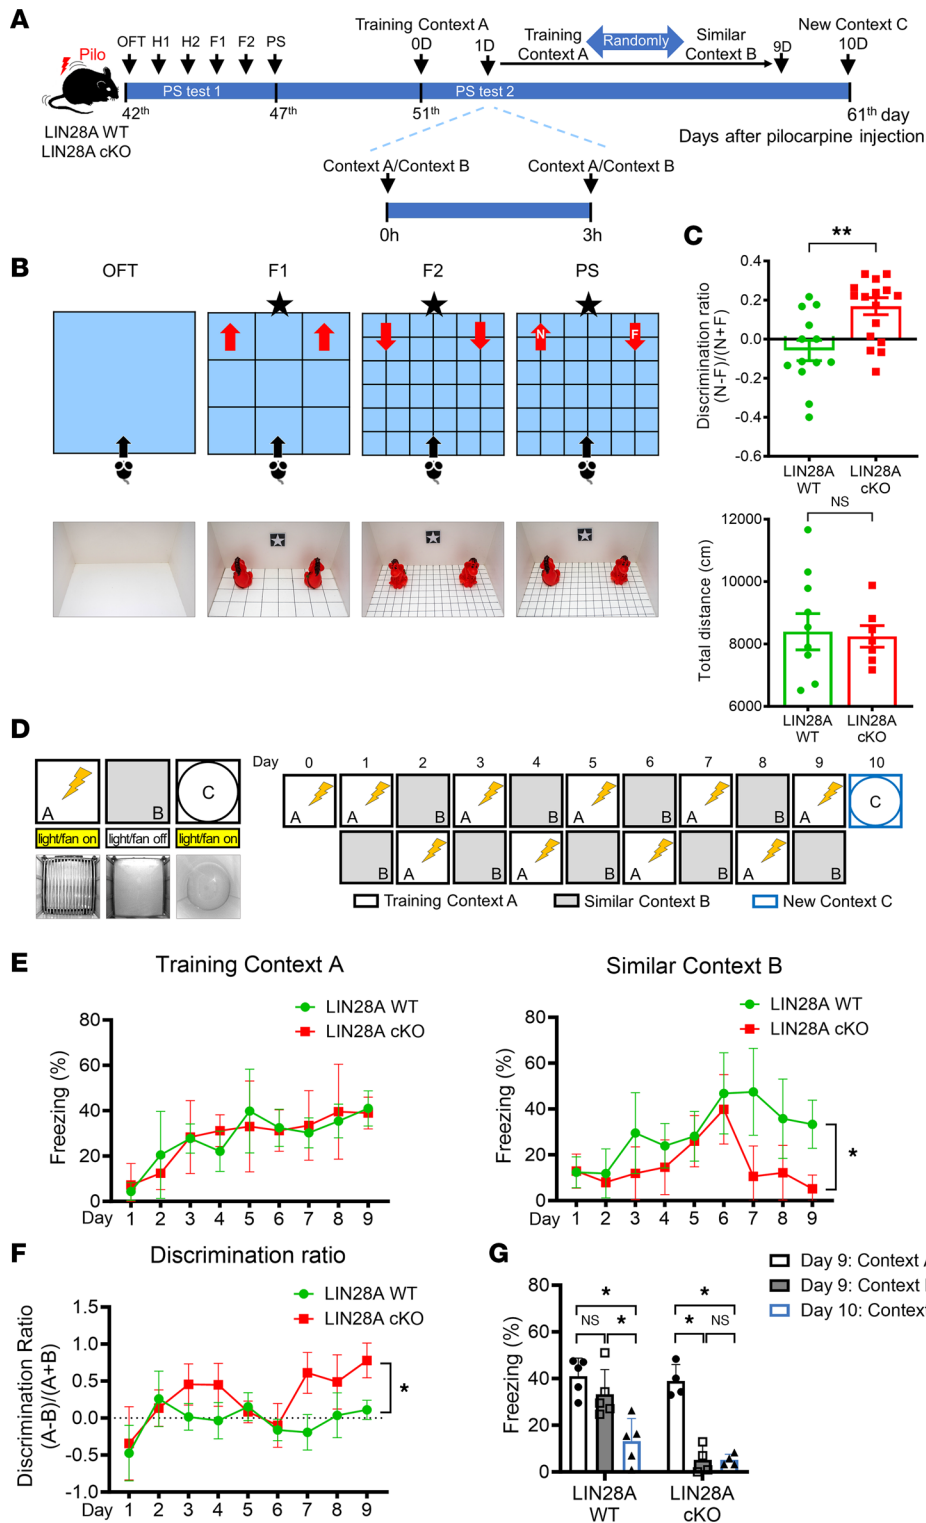 A
Training Context A
New Context C
Pilo
OFT H1 H2 F1 F2 PS
0D 1D
Training Context A
Randomly
Similar Context B
9D 10D
PS test 1
PS test 2
42th
47th
51th
61th day
LIN28A WT
LIN28A cKO
Days after pilocarpine injection
Context A/Context B
Context A/Context B
0h
3h
B
OFT
F1
F2
PS
N
F
C
**
Discrimination ratio
(N-F)/(N+F)
0.4
0.2
0.0
-0.2
-0.4
-0.6
LIN28A WT
LIN28A cKO
NS
Total distance (cm)
12000
10000
8000
6000
LIN28A WT
LIN28A cKO
D
A
B
C
light/fan on
light/fan off
light/fan on
Day 0 1 2 3 4 5 6 7 8 9 10
A A B A B A B A B A C
B A B A B A B A B
Training Context A
Similar Context B
New Context C
E
Training Context A
LIN28A WT
LIN28A cKO
Freezing (%)
80
60
40
20
0
Day 1 2 3 4 5 6 7 8 9
Similar Context B
LIN28A WT
LIN28A cKO
Freezing (%)
80
60
40
20
0
*
Day 1 2 3 4 5 6 7 8 9
F
Discrimination ratio
LIN28A WT
LIN28A cKO
Discrimination Ratio
(A-B)/(A+B)
1.5
1.0
0.5
0.0
-0.5
-1.0
*
Day 1 2 3 4 5 6 7 8 9
G
Day 9: Context A
Day 9: Context
Day 10: Context
Freezing (%)
80
60
40
20
0
*
NS *
*
* NS
LIN28A WT
LIN28A cKO